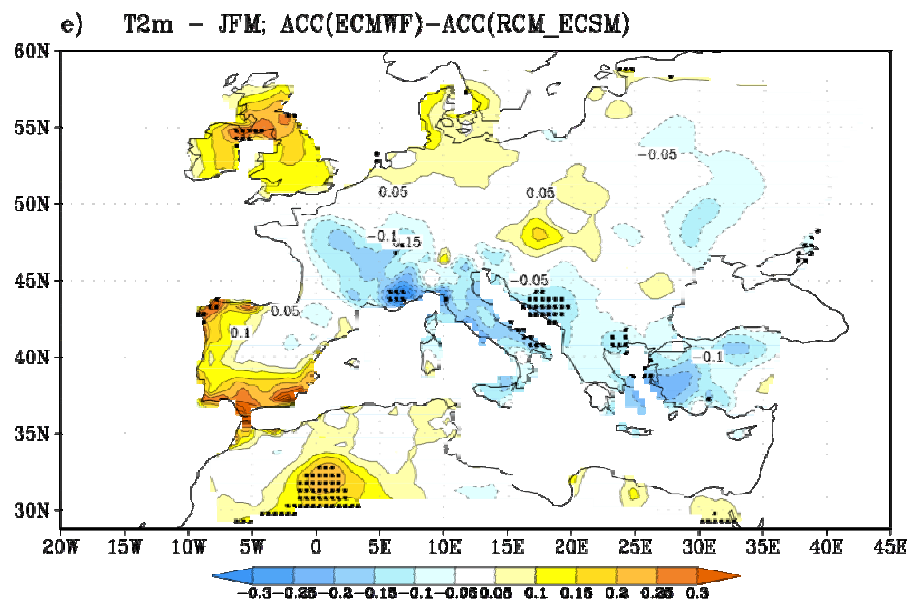 e) T2m - JFM; ACC(ECMWF)-ACC(RCM_ECSM)
60N
55N
-0.05
0.05
0.05
50N
-0.1
45N
-0.05
0.05
0.1
40N
-0.1
35N
30N
20W 15W 10W 5W 0 5E 10E 15E 20E 25E 30E 35E 40E 45E
-0.3 -0.25 -0.2 -0.15 -0.1 -0.05 0.05 0.1 0.15 0.2 0.25 0.3